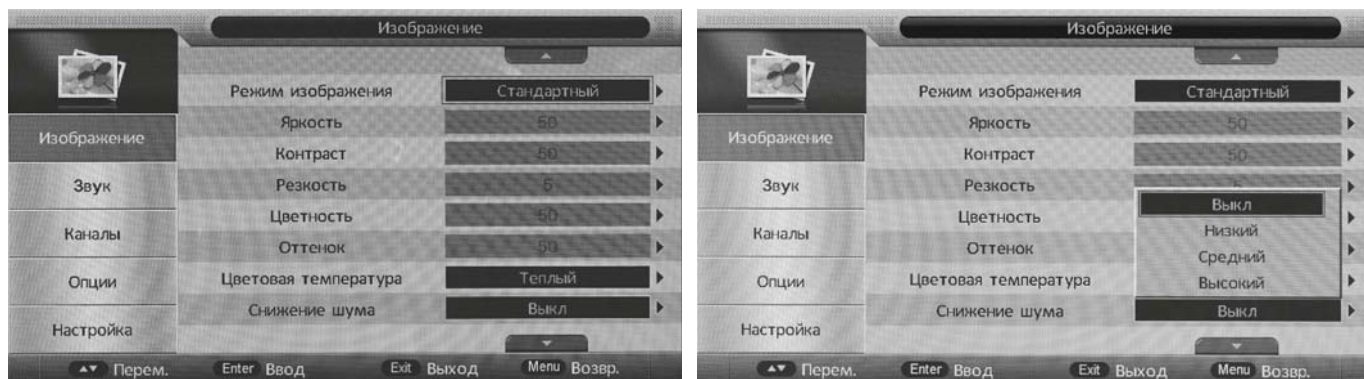 Изображение
Режим изображения Стандартный
Яркость 50
Контраст 50
Резкость 5
Цветность 50
Оттенок 50
Цветовая температура Теплый
Снижение шума Выкл
Изображение
Звук
Каналы
Опции
Настройка
Перем. Enter Ввод Exit Выход Menu Возвр.
Изображение
Режим изображения Стандартный
Яркость 50
Контраст 50
Резкость 5
Цветность
Оттенок
Цветовая температура
Снижение шума Выкл
Выкл
Низкий
Средний
Высокий
Изображение
Звук
Каналы
Опции
Настройка
Перем. Enter Ввод Exit Выход Menu Возвр.